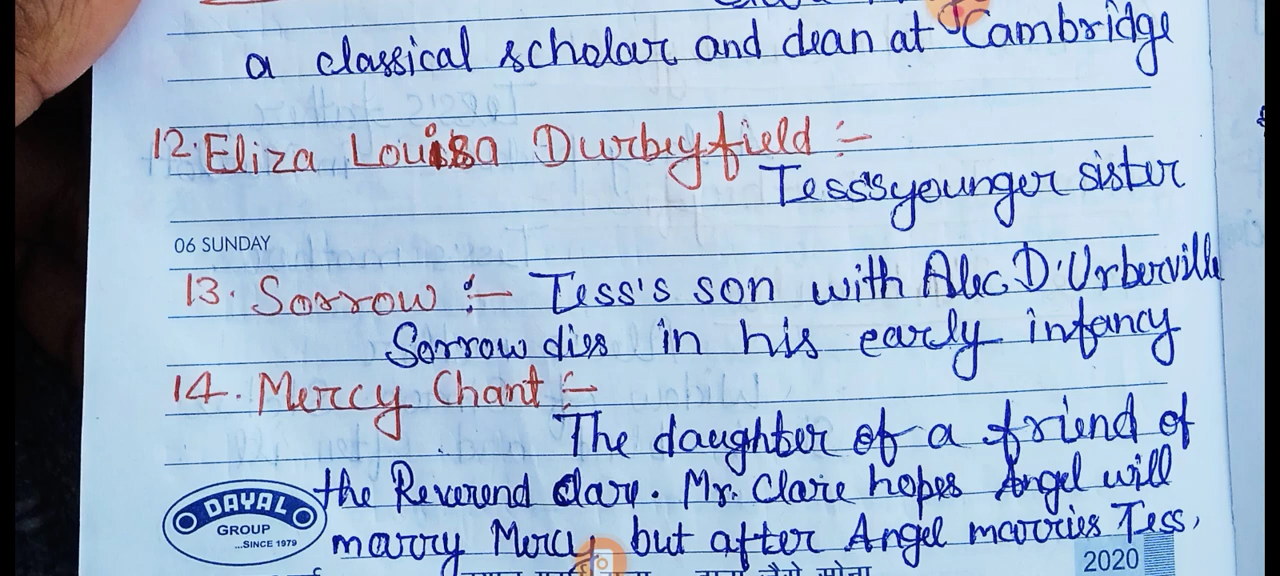 a classical scholar and dean at Cambridge
12. Eliza Louisa Durbeyfield :-
Tess's younger sister
06 SUNDAY
13. Sorrow :- Tess's son with Alec D'Urberville
Sorrow dies in his early infancy
14. Mercy Chant :-
The daughter of a friend of
the Reverend Clare. Mr. Clare hopes Angel will
marry Mercy, but after Angel marries Tess,
DAYAL
GROUP
...SINCE 1979
2020